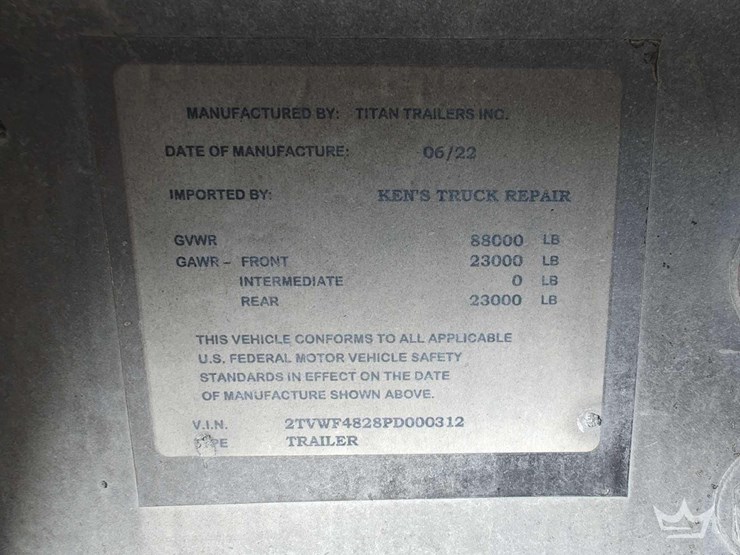 MANUFACTURED BY: TITAN TRAILERS INC.
DATE OF MANUFACTURE: 06/22
IMPORTED BY: KEN'S TRUCK REPAIR
GVWR 88000 LB
GAWR - FRONT 23000 LB
INTERMEDIATE 0 LB
REAR 23000 LB
THIS VEHICLE CONFORMS TO ALL APPLICABLE
U.S. FEDERAL MOTOR VEHICLE SAFETY
STANDARDS IN EFFECT ON THE DATE
OF MANUFACTURE SHOWN ABOVE.
V.I.N. 2TVWF4828PD000312
TYPE TRAILER